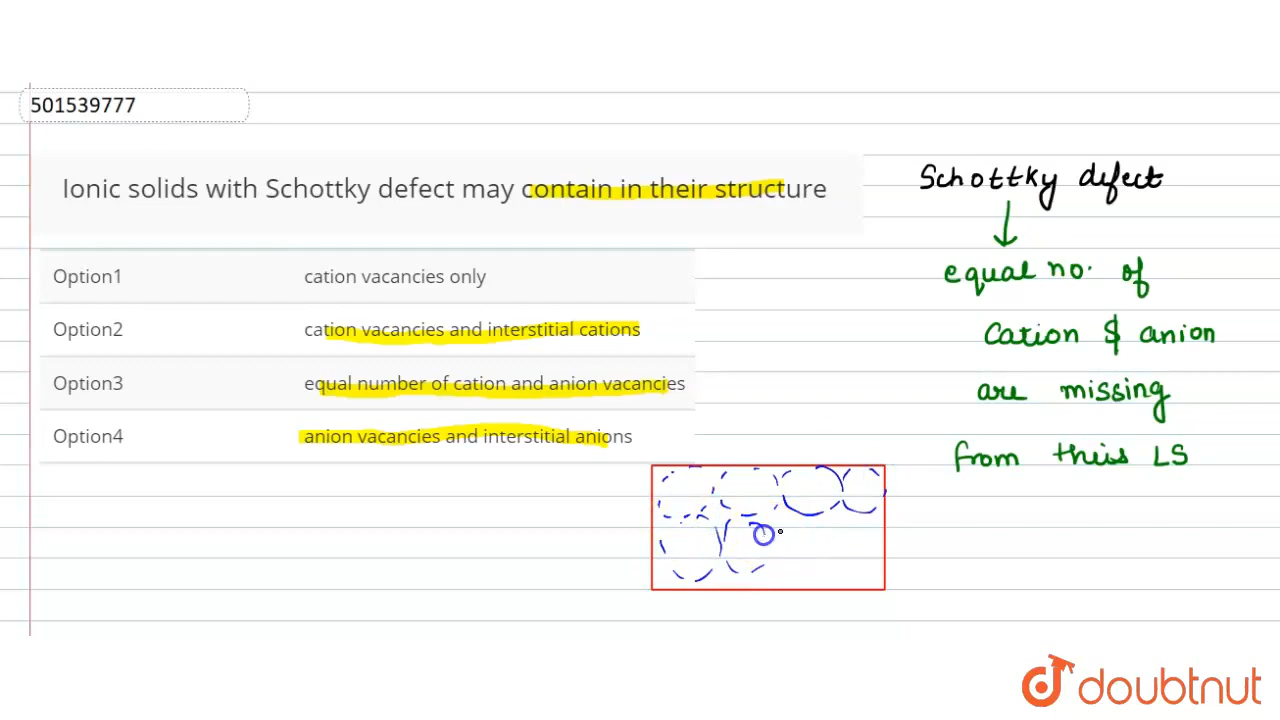 501539777
Ionic solids with Schottky defect may contain in their structure
Option1 cation vacancies only
Option2 cation vacancies and interstitial cations
Option3 equal number of cation and anion vacancies
Option4 anion vacancies and interstitial anions
Schottky defect
equal no. of
Cation & anion
are missing
from theis LS
doubtnut